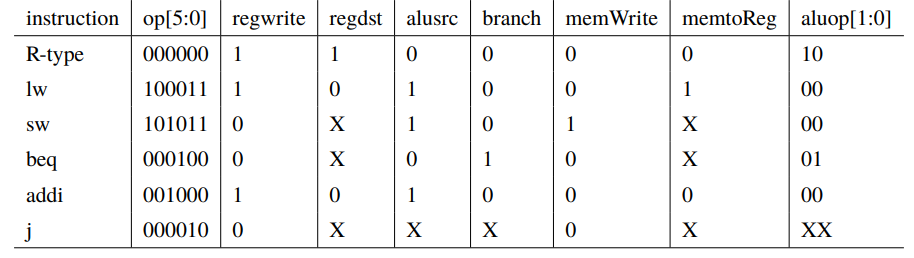 instruction op[5:0] regwrite regdst alusrc branch memWrite memtoReg aluop[1:0]
R-type 000000 1 1 0 0 0 0 10
lw 100011 1 0 1 0 0 1 00
sw 101011 0 X 1 0 1 X 00
beq 000100 0 X 0 1 0 X 01
addi 001000 1 0 1 0 0 0 00
j 000010 0 X X X 0 X XX